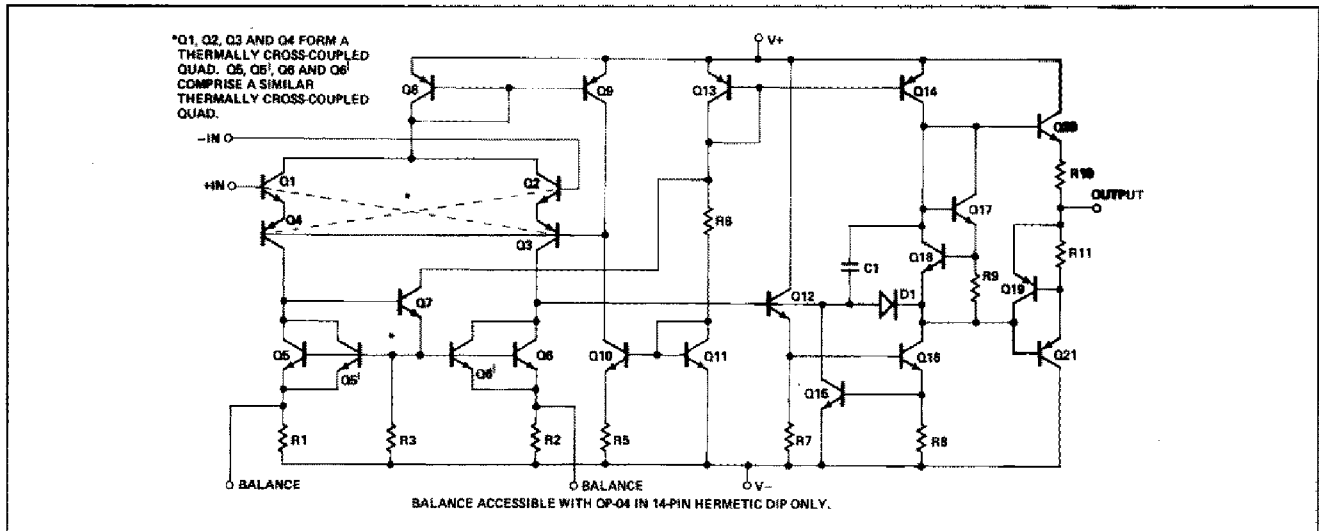 *Q1, Q2, Q3 AND Q4 FORM A
THERMALLY CROSS-COUPLED
QUAD. Q5, Q5', Q6 AND Q6'
COMPRISE A SIMILAR
THERMALLY CROSS-COUPLED
QUAD.
V+
Q8
Q9
Q13
Q14
-IN
+IN
Q1
Q2
*
Q4
Q3
R6
Q17
R10
OUTPUT
Q18
C1
R9
R11
Q19
Q7
Q12
D1
*
Q5
Q5'
Q6'
Q6
Q10
Q11
Q16
Q21
Q15
R1
R3
R2
R5
R7
R8
BALANCE
BALANCE
V-
BALANCE ACCESSIBLE WITH OP-04 IN 14-PIN HERMETIC DIP ONLY.